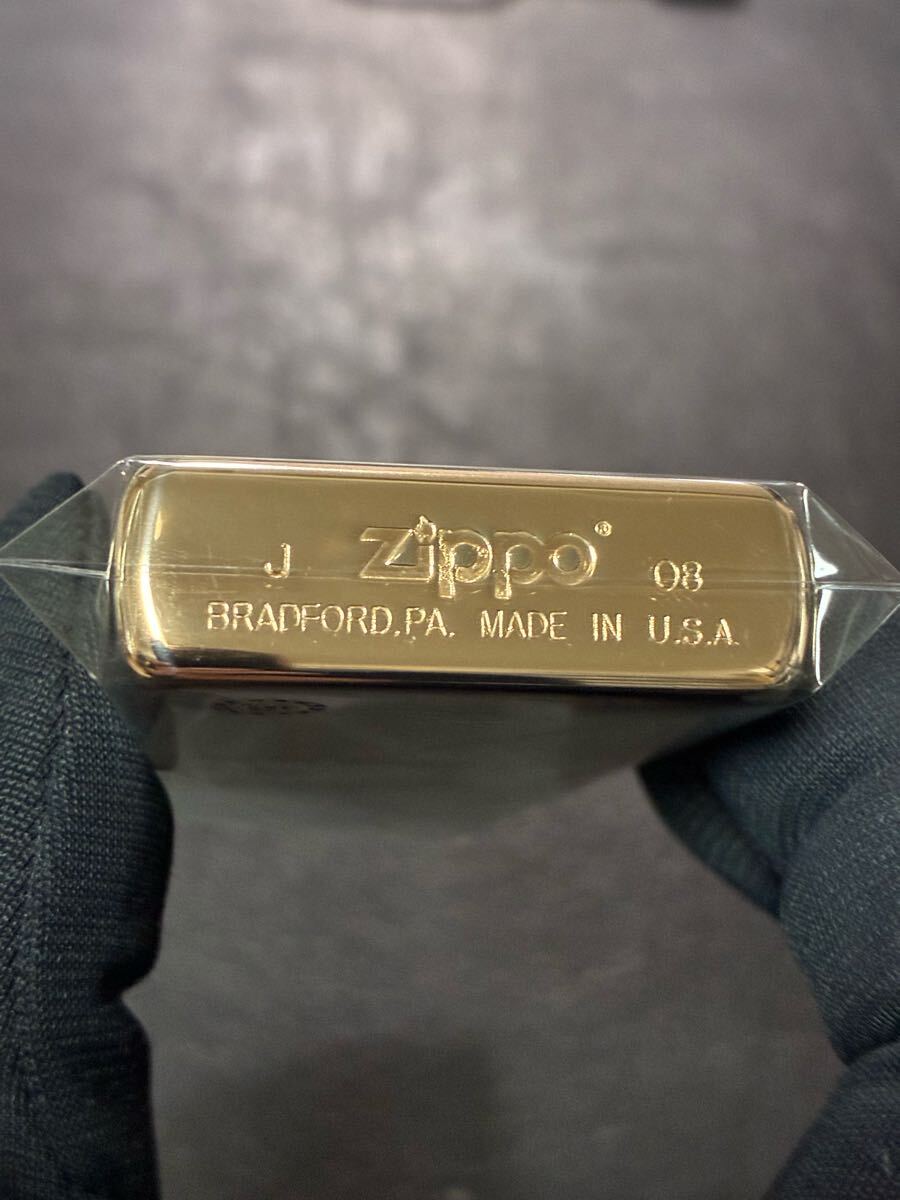 J Zippo® 08
BRADFORD,PA. MADE IN U.S.A.